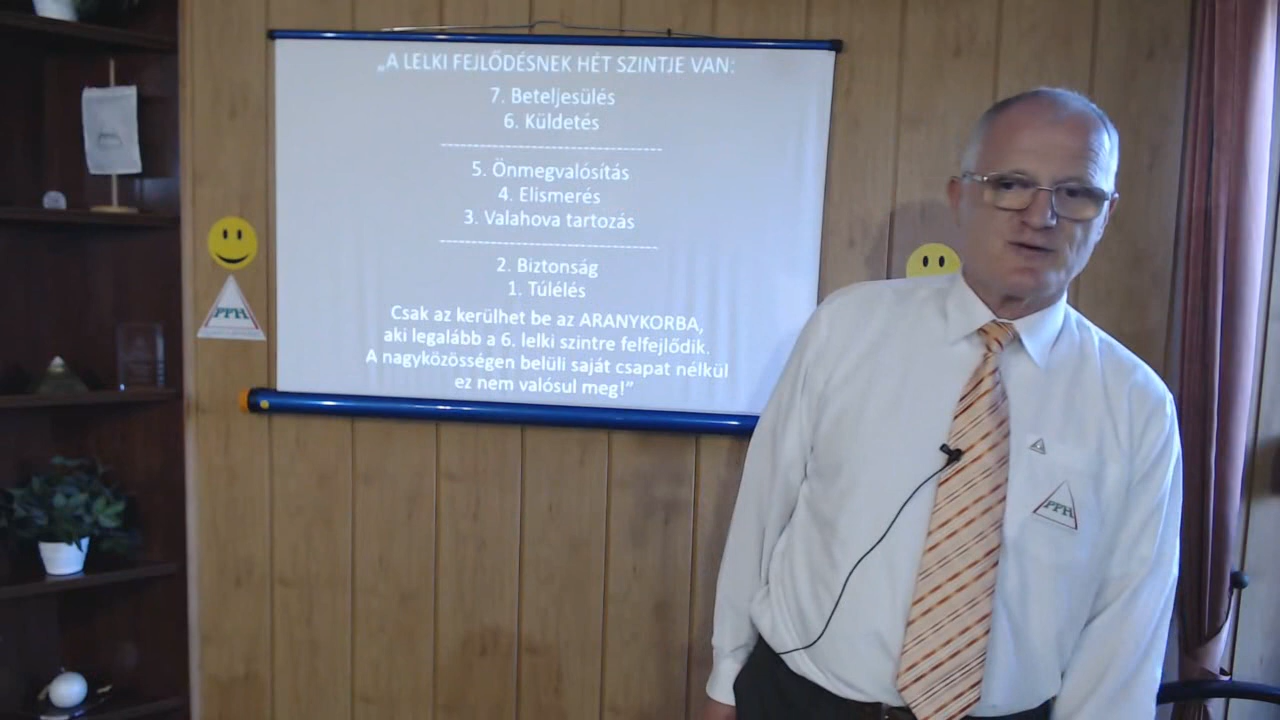 „A LELKI FEJLŐDÉSNEK HÉT SZINTJE VAN:
7. Beteljesülés
6. Küldetés
5. Önmegvalósítás
4. Elismerés
3. Valahova tartozás
2. Biztonság
1. Túlélés
Csak az kerülhet be az ARANYKORBA,
aki legalább a 6. lelki szintre felfejlődik.
A nagyközösségen belüli saját csapat nélkül
ez nem valósul meg!”
PPH
PPH